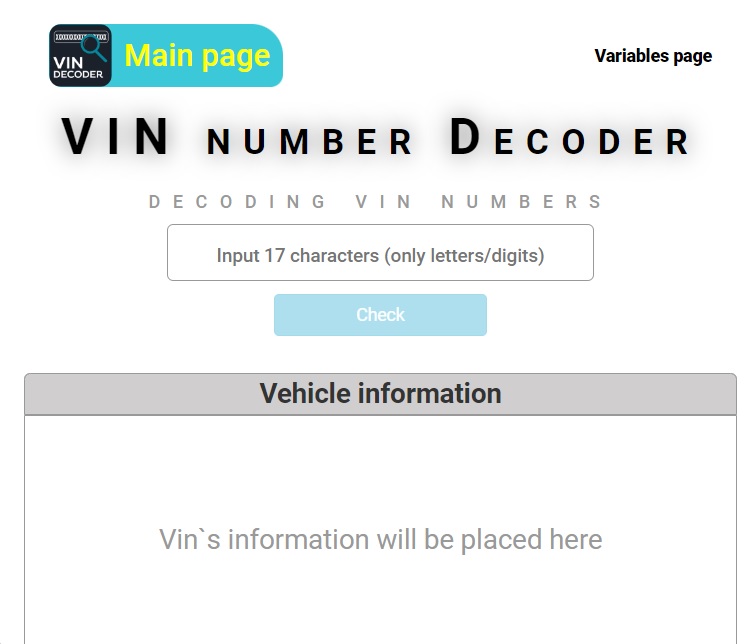 VIN
DECODER
Main page
Variables page
VIN NUMBER DECODER
DECODING VIN NUMBERS
Input 17 characters (only letters/digits)
Check
Vehicle information
Vin`s information will be placed here